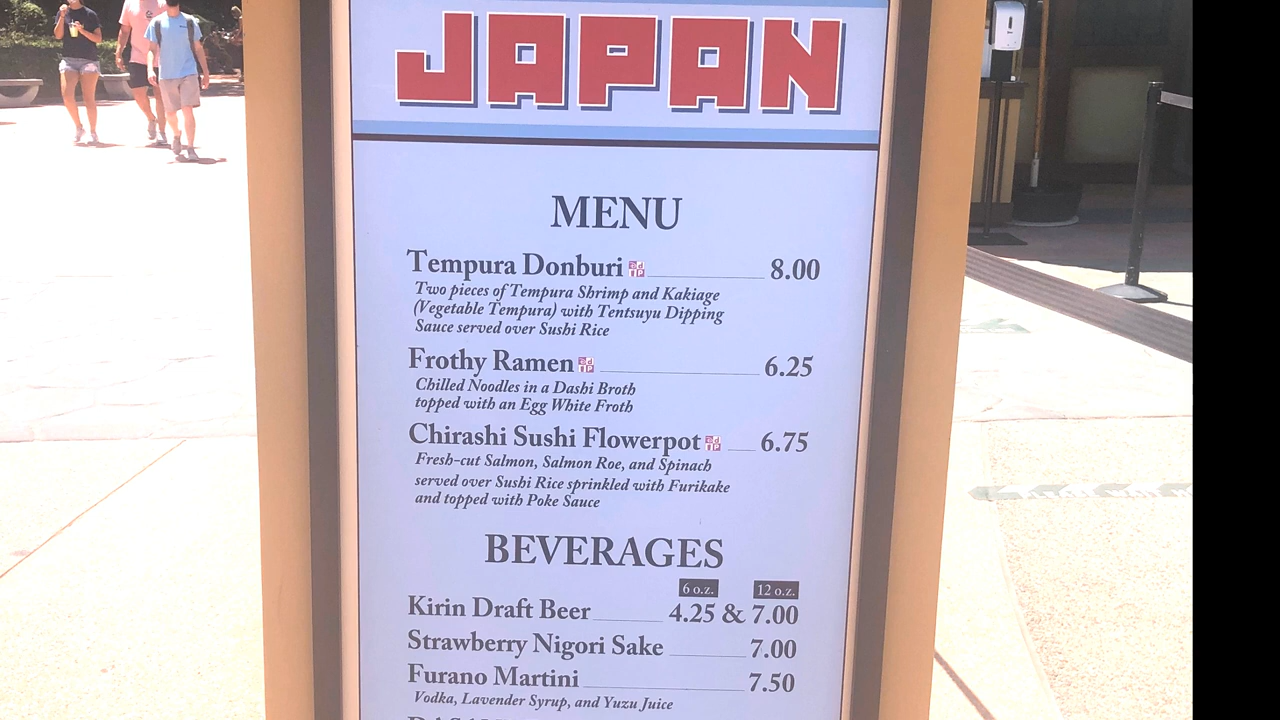 JAPAN
MENU
Tempura Donburi 8.00
Two pieces of Tempura Shrimp and Kakiage
(Vegetable Tempura) with Tentsuyu Dipping
Sauce served over Sushi Rice
Frothy Ramen 6.25
Chilled Noodles in a Dashi Broth
topped with an Egg White Froth
Chirashi Sushi Flowerpot 6.75
Fresh-cut Salmon, Salmon Roe, and Spinach
served over Sushi Rice sprinkled with Furikake
and topped with Poke Sauce
BEVERAGES
6 o.z. 12 o.z.
Kirin Draft Beer 4.25 & 7.00
Strawberry Nigori Sake 7.00
Furano Martini 7.50
Vodka, Lavender Syrup, and Yuzu Juice